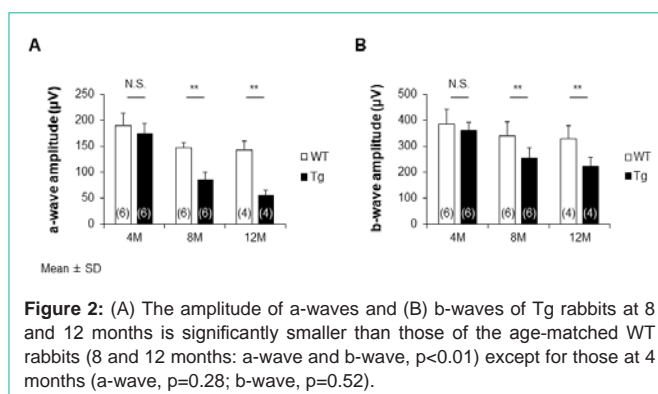 A
B
N.S.
**
**
N.S.
**
**
a-wave amplitude (μV)
250
200
150
100
50
0
(6)
(6)
(6)
(6)
(4)
(4)
4M
8M
12M
WT
Tg
b-wave amplitude (μV)
500
400
300
200
100
0
(6)
(6)
(6)
(6)
(4)
(4)
4M
8M
12M
WT
Tg
Mean ± SD
Figure 2: (A) The amplitude of a-waves and (B) b-waves of Tg rabbits at 8
and 12 months is significantly smaller than those of the age-matched WT
rabbits (8 and 12 months: a-wave and b-wave, p<0.01) except for those at 4
months (a-wave, p=0.28; b-wave, p=0.52).